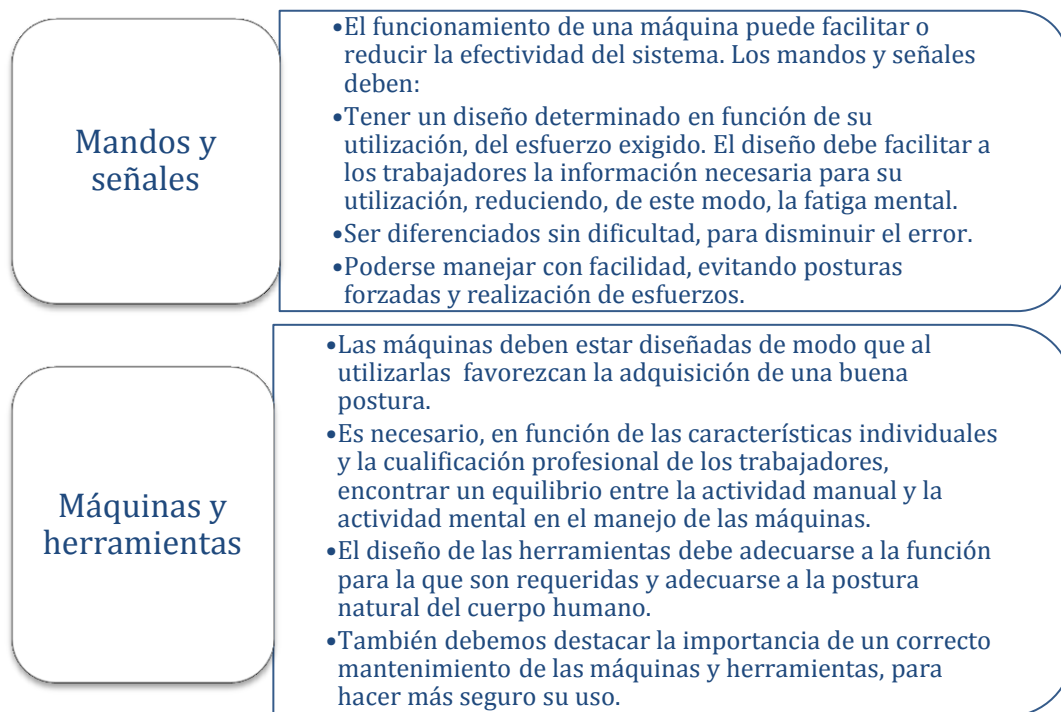 Mandos y
señales
•El funcionamiento de una máquina puede facilitar o
reducir la efectividad del sistema. Los mandos y señales
deben:
•Tener un diseño determinado en función de su
utilización, del esfuerzo exigido. El diseño debe facilitar a
los trabajadores la información necesaria para su
utilización, reduciendo, de este modo, la fatiga mental.
•Ser diferenciados sin dificultad, para disminuir el error.
•Poderse manejar con facilidad, evitando posturas
forzadas y realización de esfuerzos.
Máquinas y
herramientas
•Las máquinas deben estar diseñadas de modo que al
utilizarlas favorezcan la adquisición de una buena
postura.
•Es necesario, en función de las características individuales
y la cualificación profesional de los trabajadores,
encontrar un equilibrio entre la actividad manual y la
actividad mental en el manejo de las máquinas.
•El diseño de las herramientas debe adecuarse a la función
para la que son requeridas y adecuarse a la postura
natural del cuerpo humano.
•También debemos destacar la importancia de un correcto
mantenimiento de las máquinas y herramientas, para
hacer más seguro su uso.